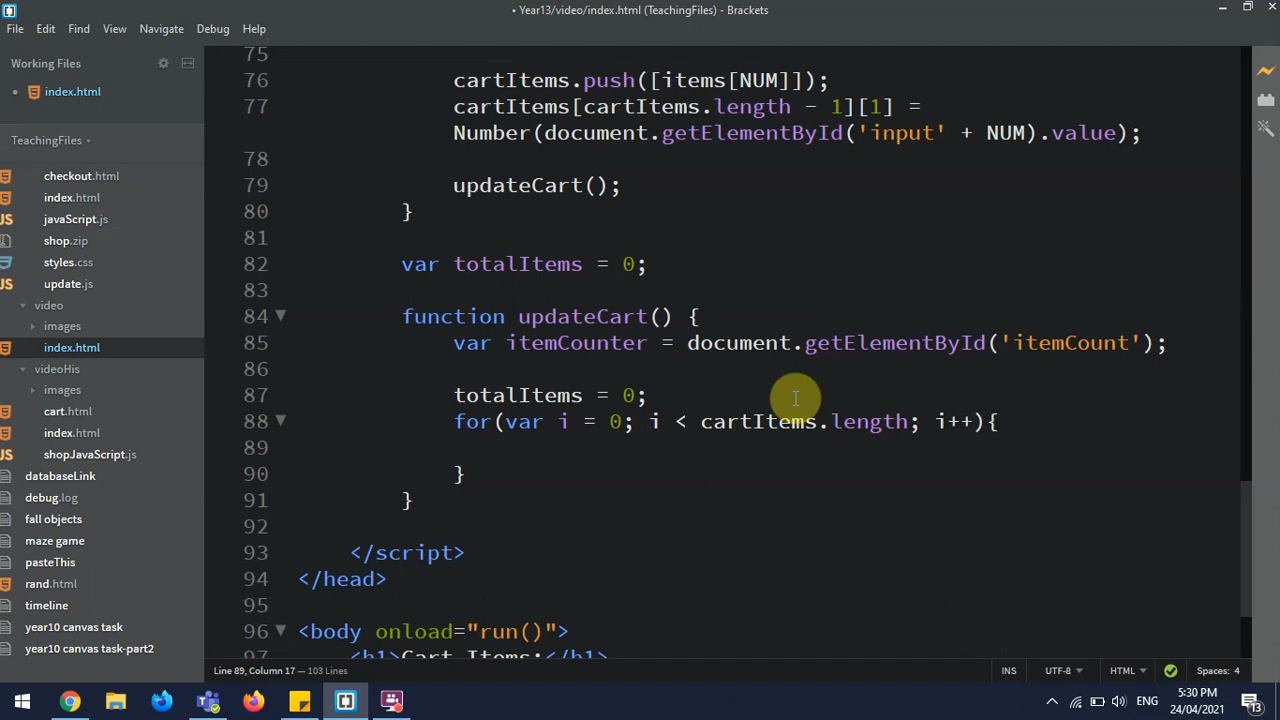 • Year13/video/index.html (TeachingFiles) - Brackets
File Edit Find View Navigate Debug Help
Working Files
• index.html
TeachingFiles
checkout.html
index.html
javaScript.js
shop.zip
styles.css
update.js
video
images
index.html
videoHis
images
cart.html
index.html
shopJavaScript.js
databaseLink
debug.log
fall objects
maze game
pasteThis
rand.html
timeline
year10 canvas task
year10 canvas task-part2
75
76 cartItems.push([items[NUM]]);
77 cartItems[cartItems.length - 1][1] =
Number(document.getElementById('input' + NUM).value);
78
79 updateCart();
80 }
81
82 var totalItems = 0;
83
84 function updateCart() {
85 var itemCounter = document.getElementById('itemCount');
86
87 totalItems = 0;
88 for(var i = 0; i < cartItems.length; i++){
89
90 }
91 }
92
93 </script>
94 </head>
95
96 <body onload="run()">
97 <h1>Cart Items:</h1>
Line 89, Column 17 — 103 Lines
INS UTF-8 HTML Spaces: 4
ENG
5:30 PM
24/04/2021
13